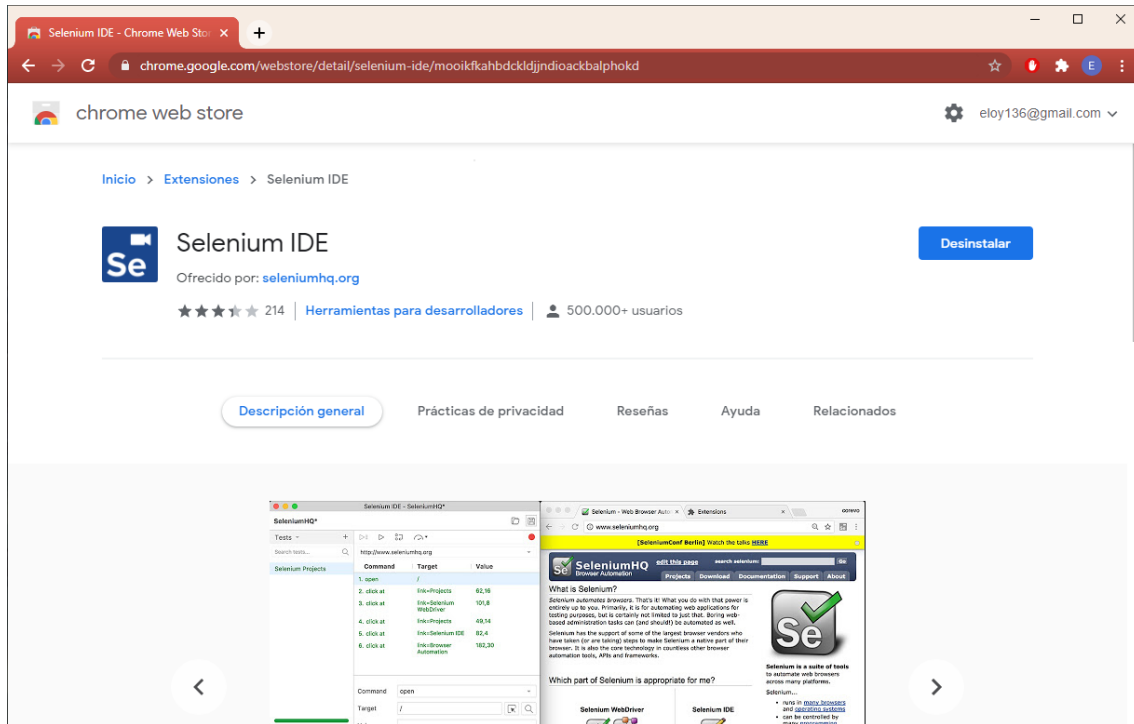 Selenium IDE - Chrome Web Sto
chrome.google.com/webstore/detail/selenium-ide/mooikfkahbdckldjjndioackbalphokd
E
chrome web store
eloy136@gmail.com
Inicio > Extensiones > Selenium IDE
Se
Selenium IDE
Desinstalar
Ofrecido por: seleniumhq.org
214 Herramientas para desarrolladores 500.000+ usuarios
Descripción general Prácticas de privacidad Reseñas Ayuda Relacionados
Selenium IDE - SeleniumHQ*
SeleniumHQ*
Tests
Search tests...
http://www.seleniumhq.org
Selenium Projects
Command Target Value
1. open /
2. click at link=Projects 62,16
3. click at link=Selenium WebDriver 101,8
4. click at link=Projects 49,14
5. click at link=Selenium IDE 82,4
6. click at link=Browser Automation 182,30
Command open
Target /
Selenium - Web Browser Auto
Extensions
www.seleniumhq.org
[SeleniumConf Berlin] Watch the talks HERE
Se
SeleniumHQ
Browser Automation
edit this page search selenium: Go
Projects Download Documentation Support About
What is Selenium?
Selenium automates browsers. That's it! What you do with that power is
entirely up to you. Primarily, it is for automating web applications for
testing purposes, but is certainly not limited to just that. Boring web-
based administration tasks can (and should!) be automated as well.
Selenium has the support of some of the largest browser vendors who
have taken (or are taking) steps to make Selenium a native part of their
browser. It is also the core technology in countless other browser
automation tools, APIs and frameworks.
Which part of Selenium is appropriate for me?
Selenium WebDriver Selenium IDE
Se
Selenium is a suite of tools
to automate web browsers
across many platforms.
Selenium...
runs in many browsers
and operating systems
can be controlled by
many programming